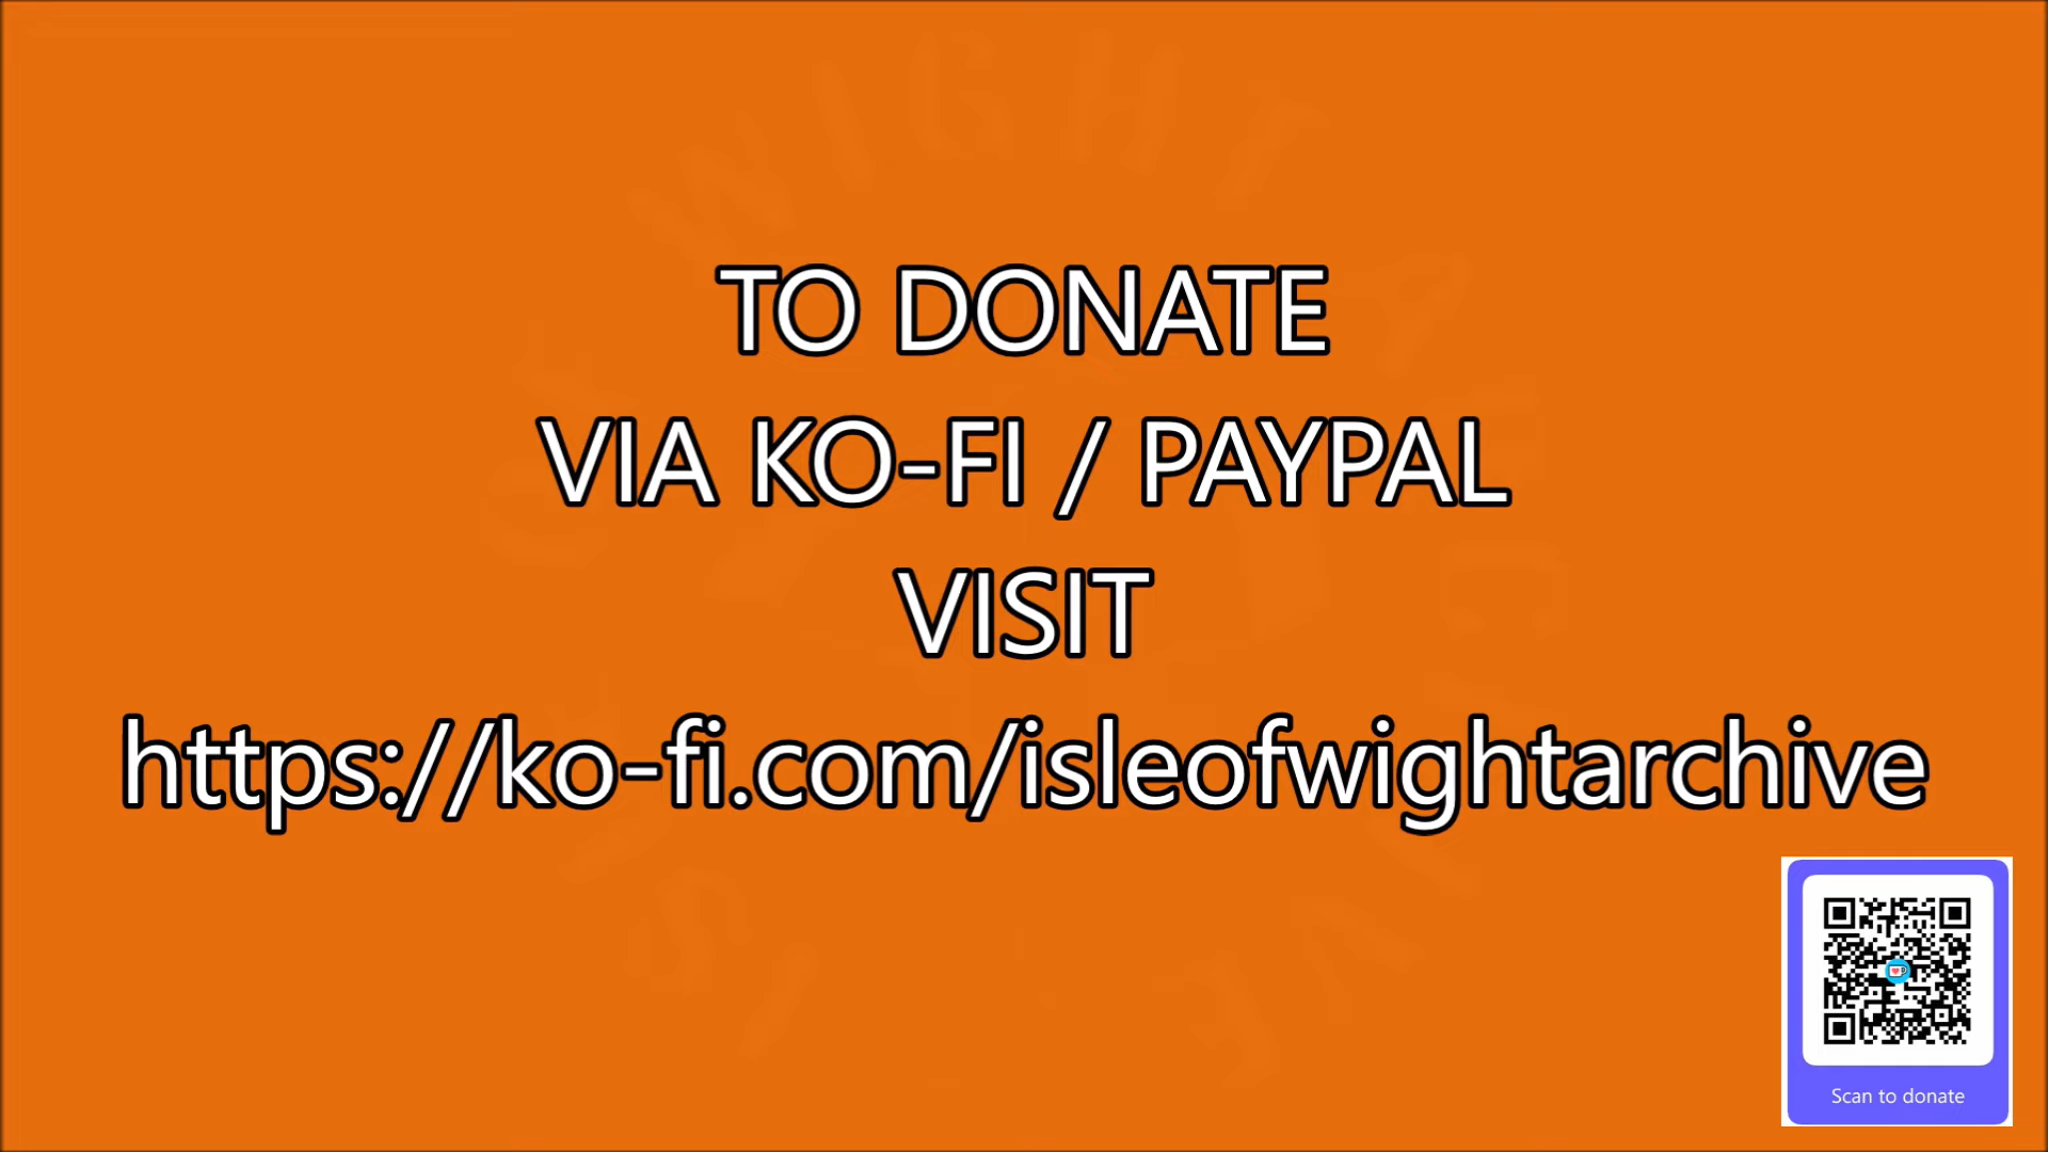 TO DONATE
VIA KO-FI / PAYPAL
VISIT
https://ko-fi.com/isleofwightarchive
Scan to donate